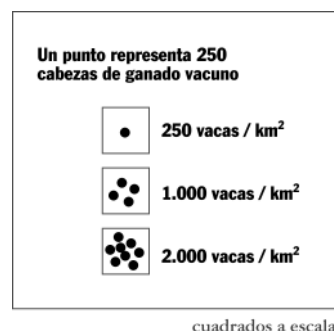 Un punto representa 250
cabezas de ganado vacuno
250 vacas / km²
1.000 vacas / km²
2.000 vacas / km²
cuadrados a escala